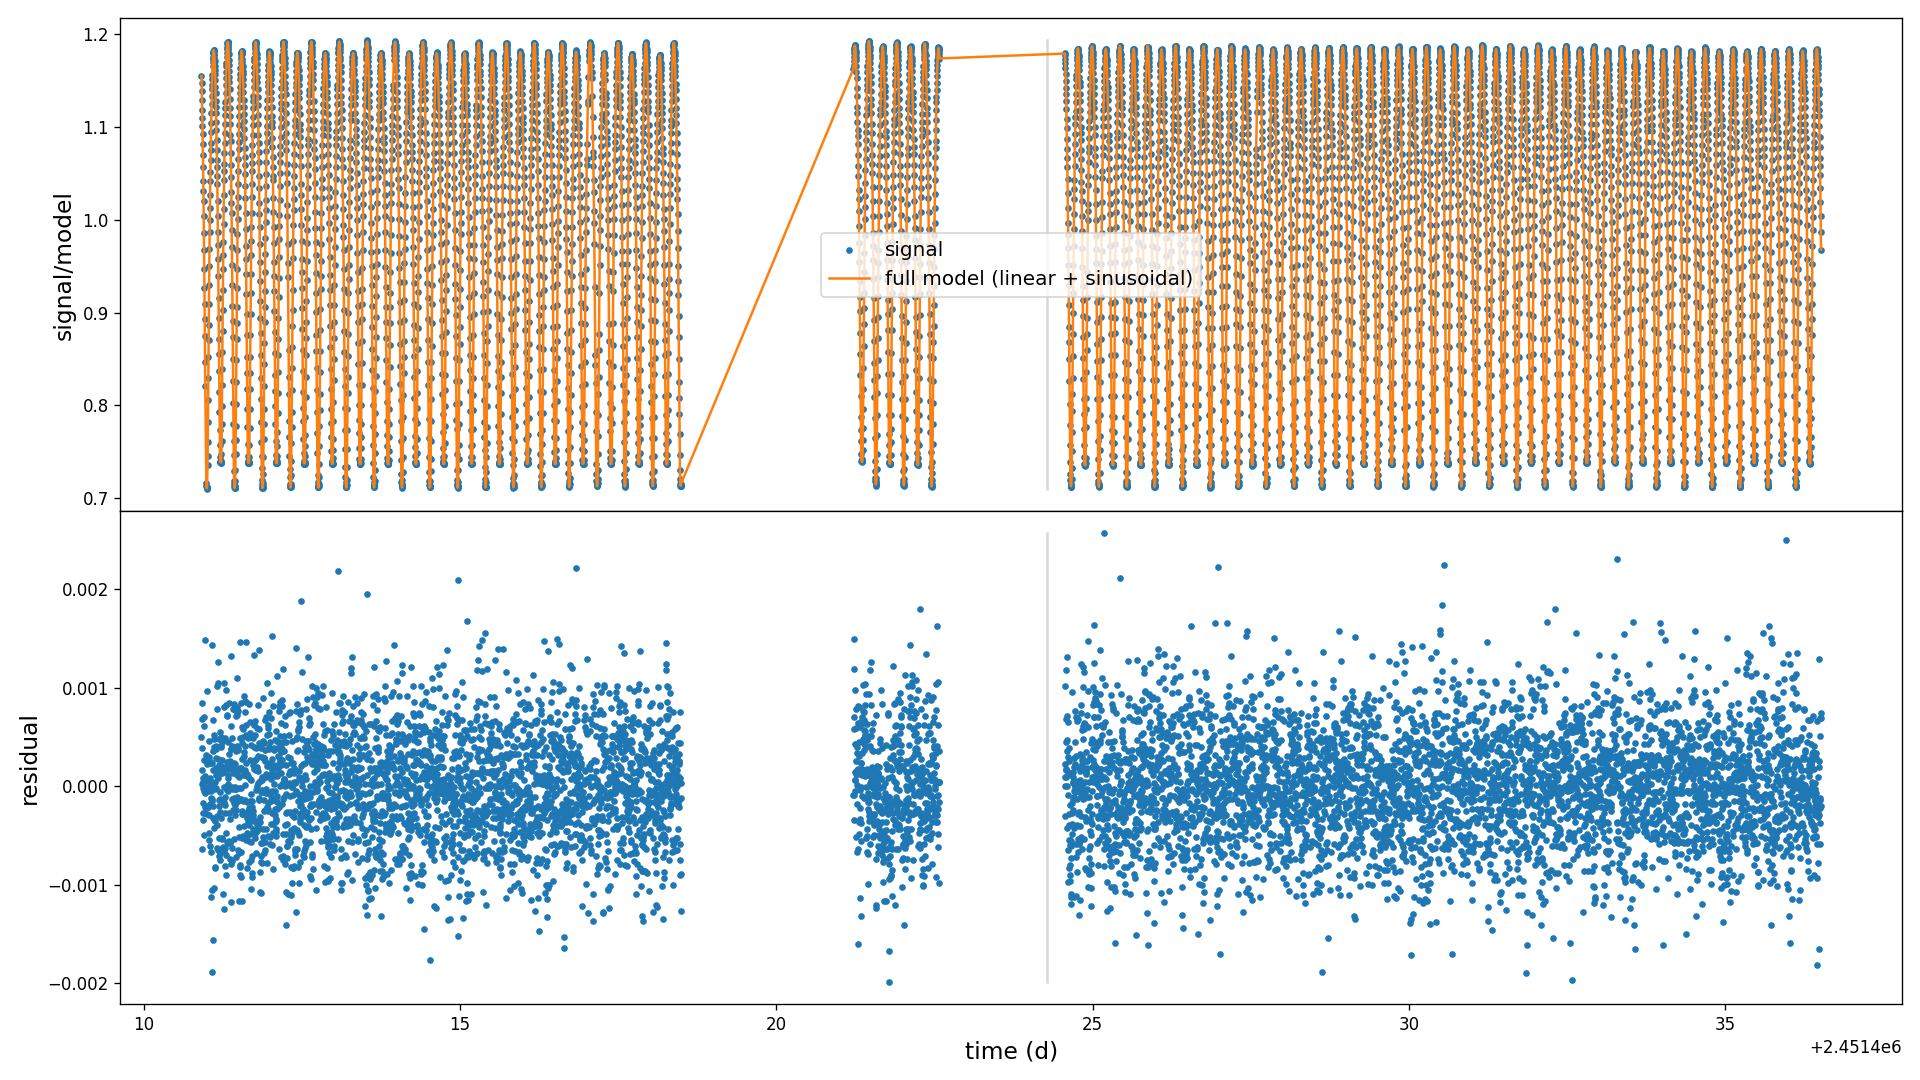 1.2
1.1
1.0
0.9
0.8
0.7
signal/model
signal
full model (linear + sinusoidal)
0.002
0.001
0.000
−0.001
−0.002
residual
10
15
20
25
30
35
time (d)
+2.4514e6